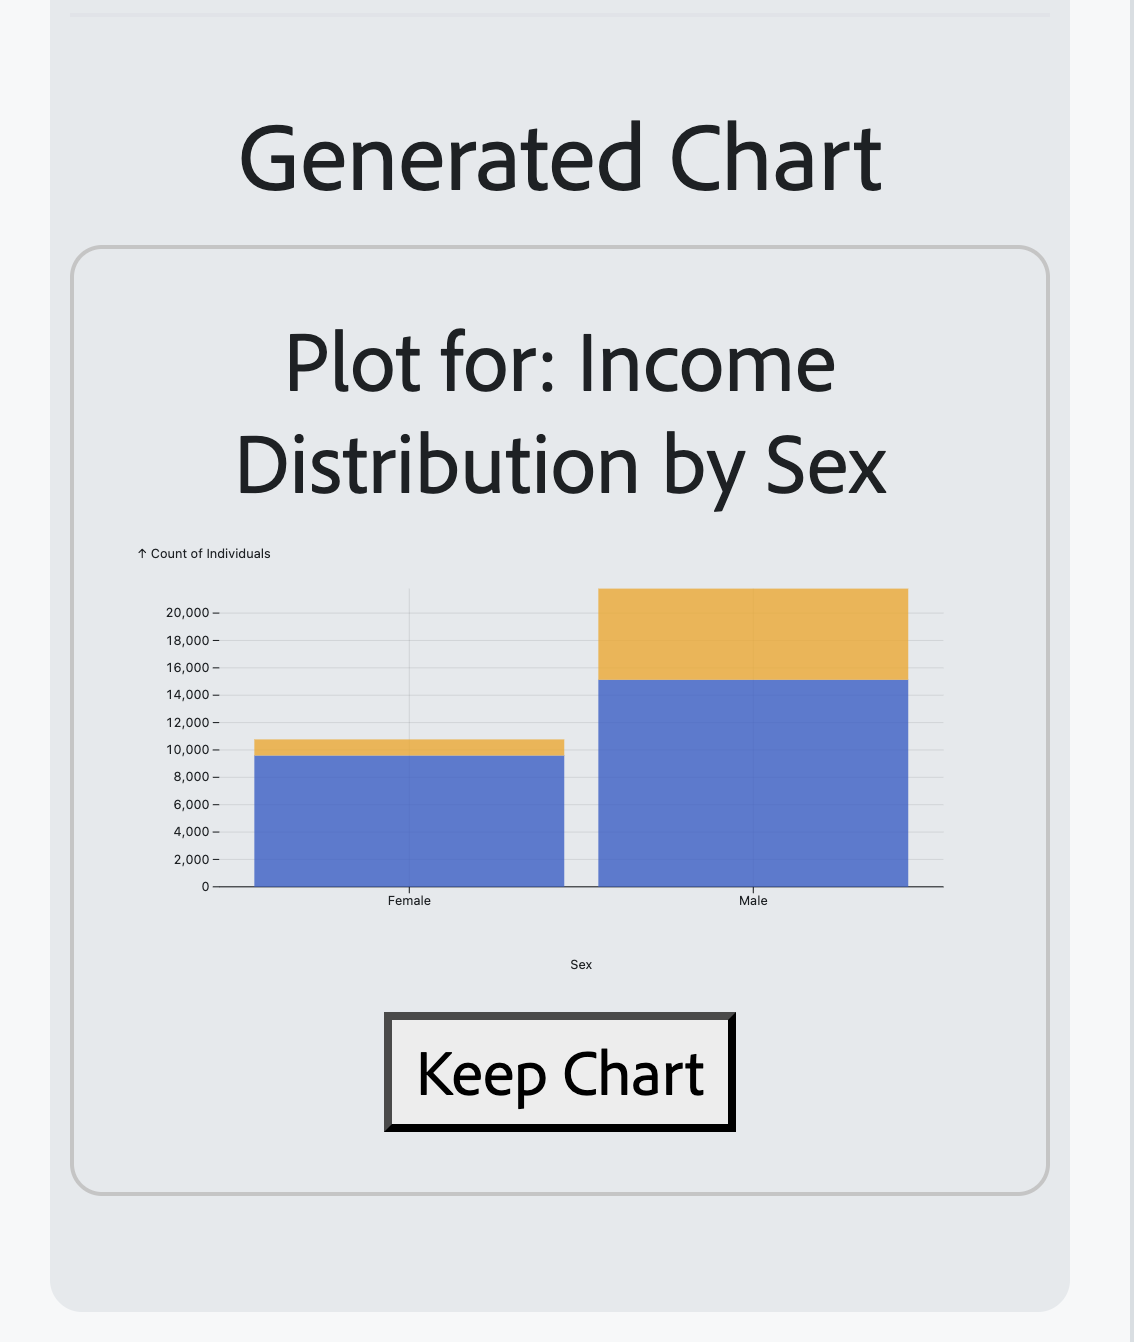 Generated Chart
Plot for: Income
Distribution by Sex
↑ Count of Individuals
20,000
18,000
16,000
14,000
12,000
10,000
8,000
6,000
4,000
2,000
0
Female Male
Sex
Keep Chart